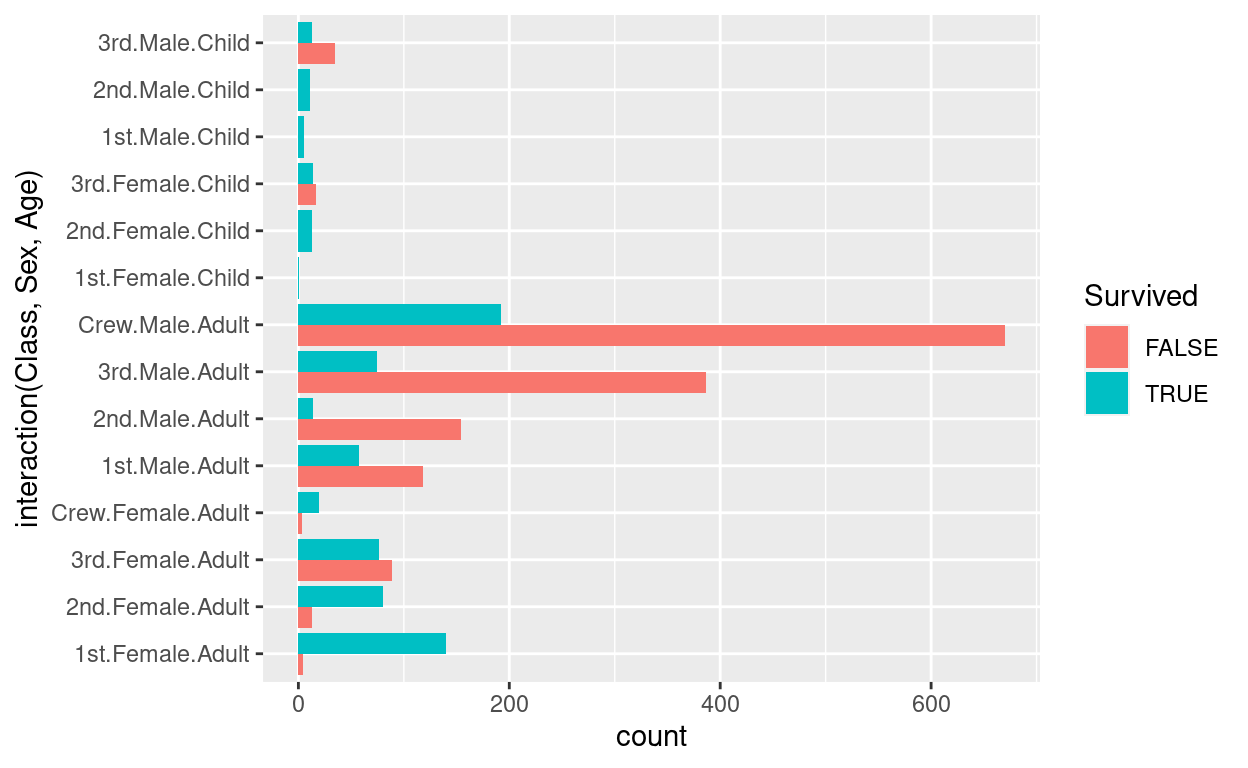 interaction(Class, Sex, Age)
3rd.Male.Child
2nd.Male.Child
1st.Male.Child
3rd.Female.Child
2nd.Female.Child
1st.Female.Child
Crew.Male.Adult
3rd.Male.Adult
2nd.Male.Adult
1st.Male.Adult
Crew.Female.Adult
3rd.Female.Adult
2nd.Female.Adult
1st.Female.Adult
0 200 400 600
count
Survived
FALSE
TRUE